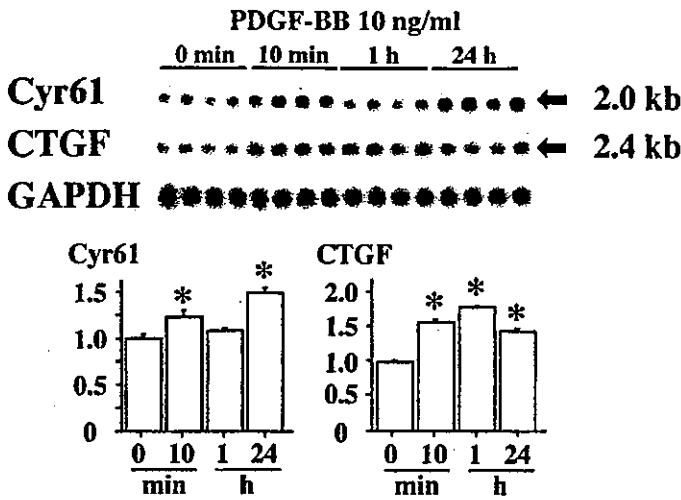 PDGF-BB 10 ng/ml
0 min 10 min 1 h 24 h
Cyr61 2.0 kb
CTGF 2.4 kb
GAPDH
Cyr61 CTGF
1.5 * *
1.0
0.5
0
2.0 * * *
1.5
1.0
0.5
0
0 10 1 24 0 10 1 24
min h min h